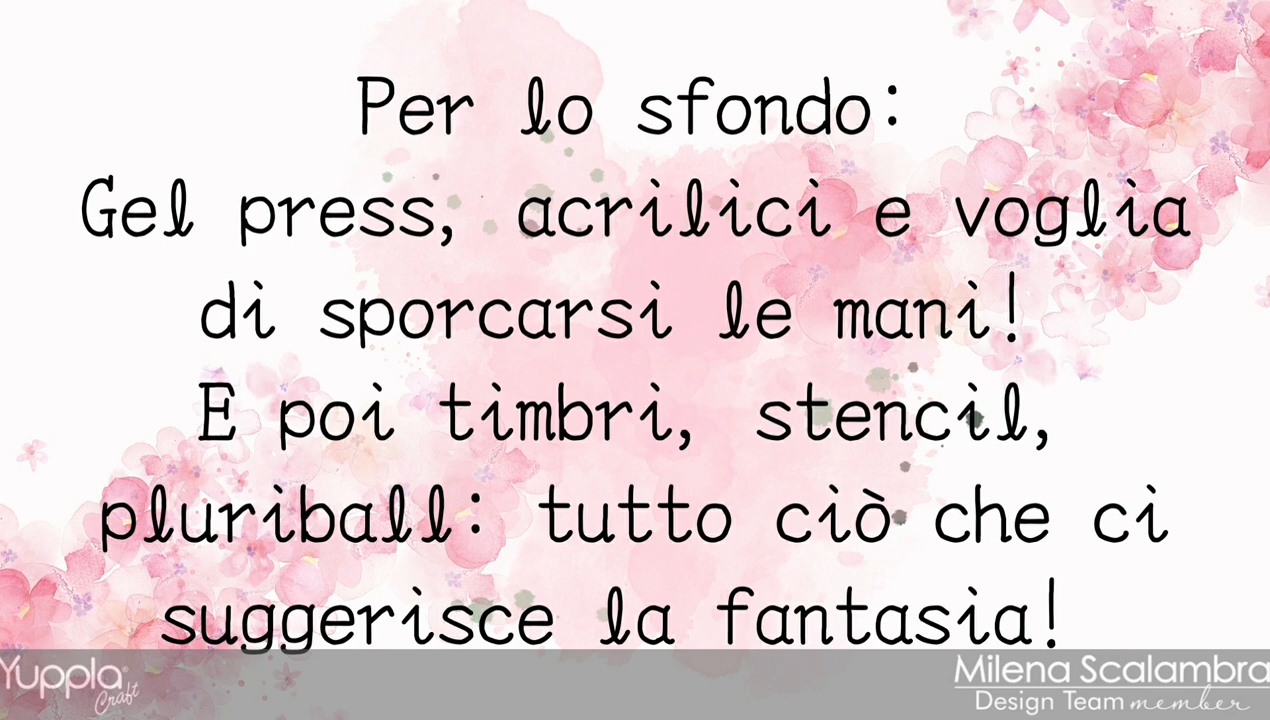 Per lo sfondo:
Gel press, acrilici e voglia
di sporcarsi le mani!
E poi timbri, stencil,
pluriball: tutto ciò che ci
suggerisce la fantasia!
Yuppla®
Craft
Milena Scalambra
Design Team member